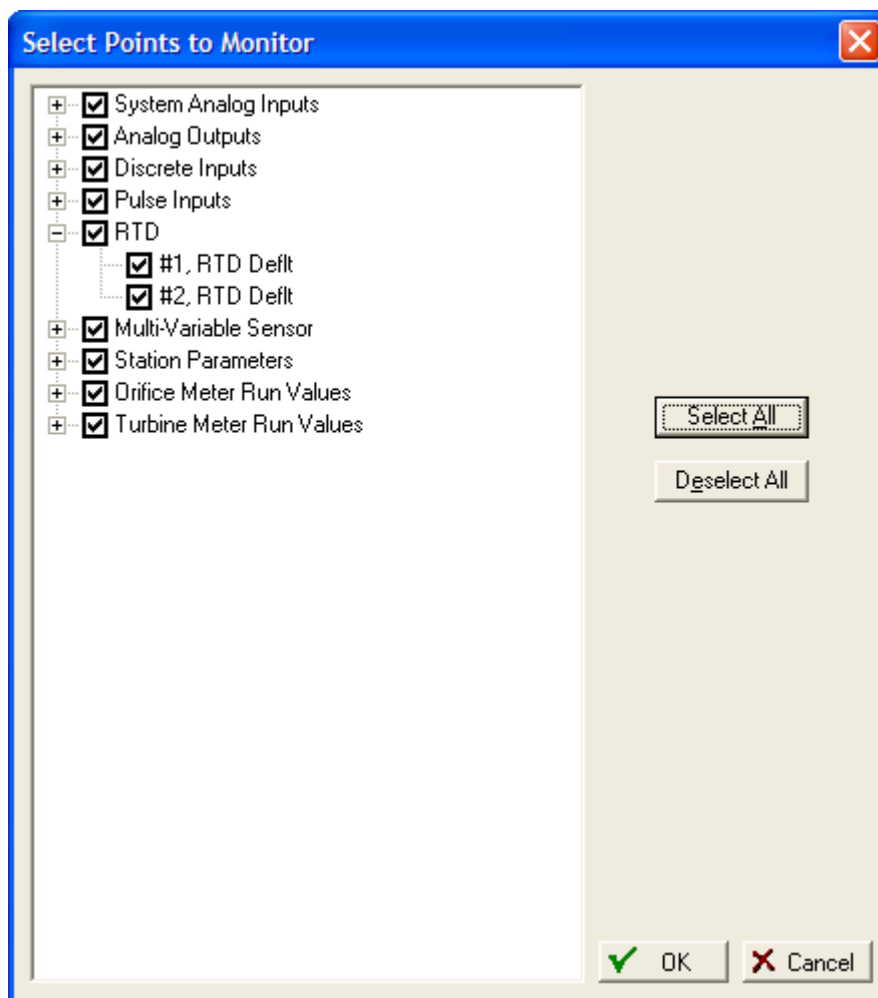 Select Points to Monitor
System Analog Inputs
Analog Outputs
Discrete Inputs
Pulse Inputs
RTD
#1, RTD Deflt
#2, RTD Deflt
Multi-Variable Sensor
Station Parameters
Orifice Meter Run Values
Turbine Meter Run Values
Select All
Deselect All
OK
Cancel